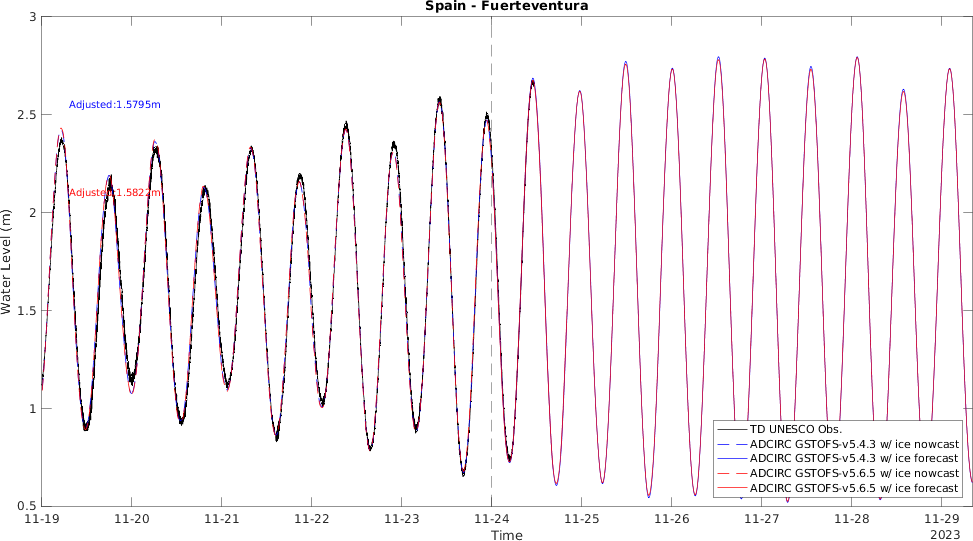 Spain - Fuerteventura
3
2.5
2
1.5
1
0.5
Water Level (m)
Adjusted:1.5795m
Adjusted:1.5822m
TD UNESCO Obs.
ADCIRC GSTOFS-v5.4.3 w/ ice nowcast
ADCIRC GSTOFS-v5.4.3 w/ ice forecast
ADCIRC GSTOFS-v5.6.5 w/ ice nowcast
ADCIRC GSTOFS-v5.6.5 w/ ice forecast
11-19 11-20 11-21 11-22 11-23 11-24 11-25 11-26 11-27 11-28 11-29
Time
2023